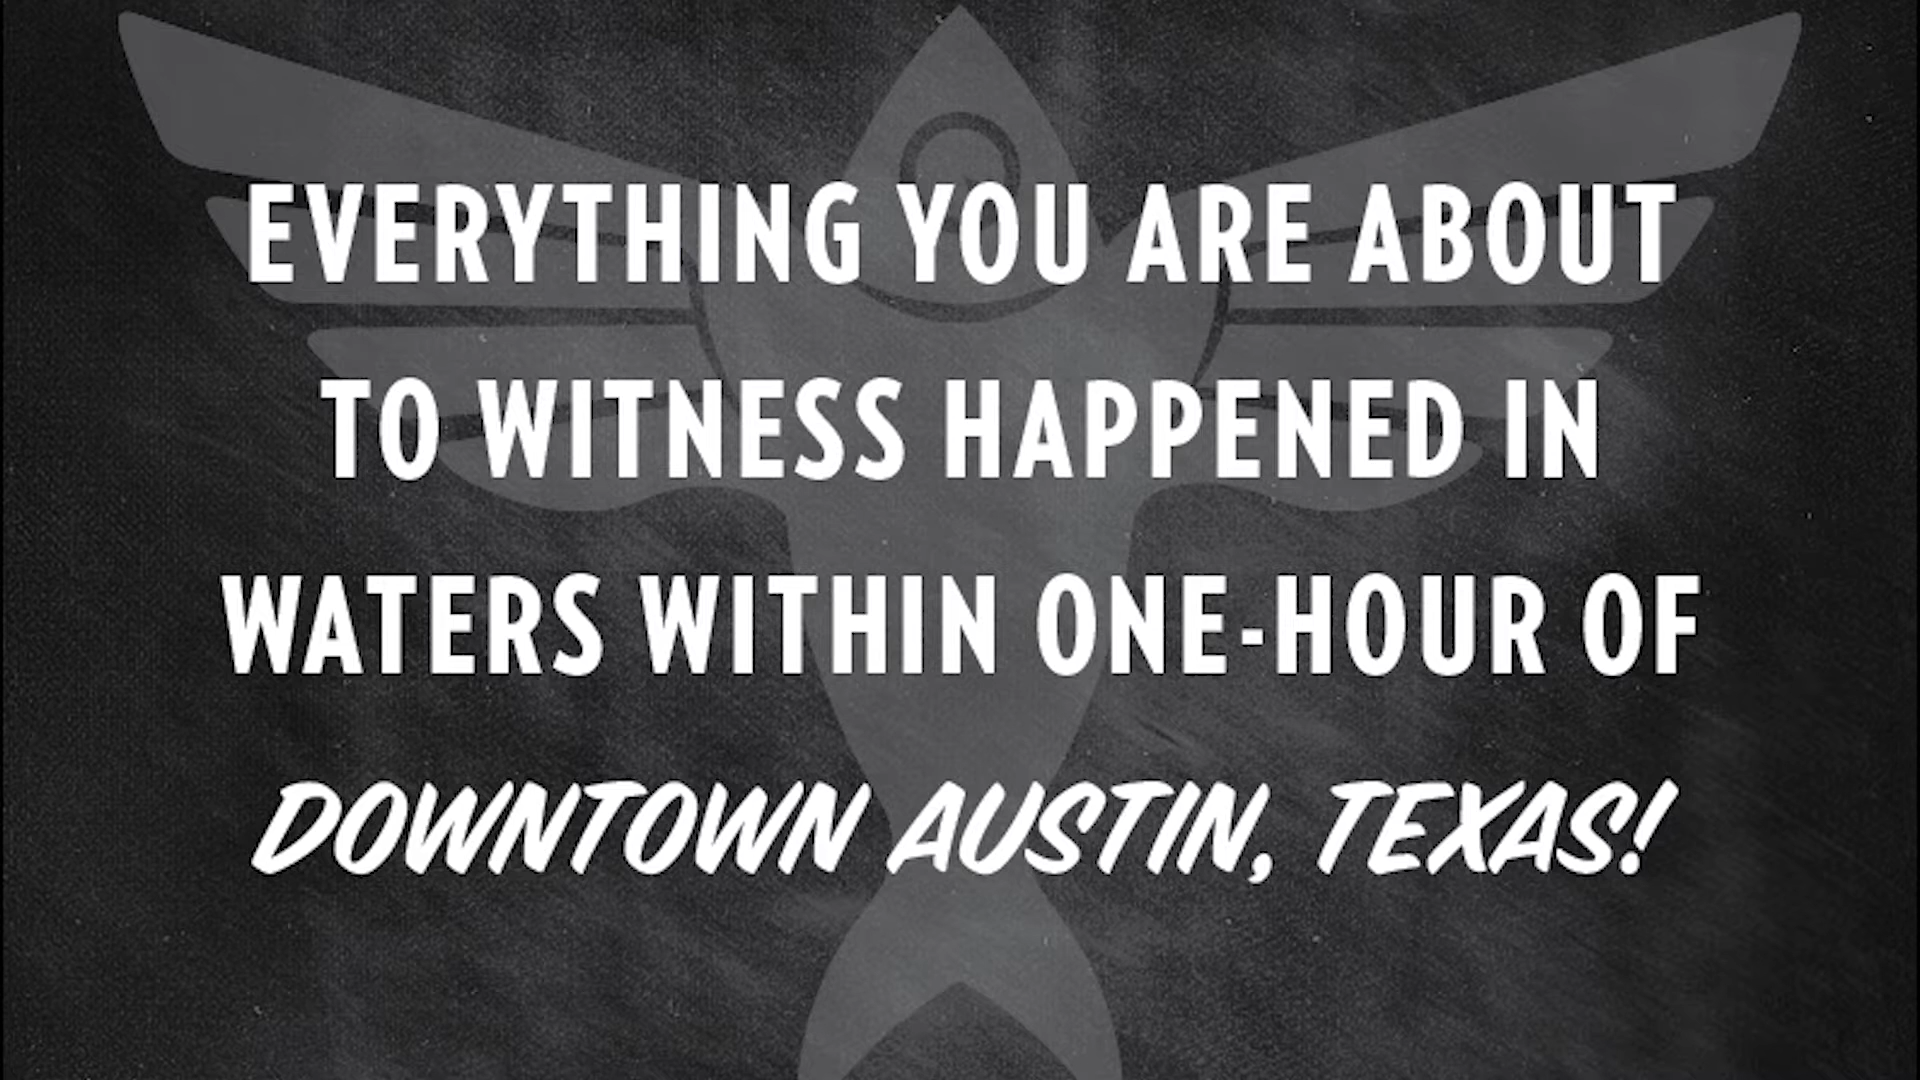 EVERYTHING YOU ARE ABOUT
TO WITNESS HAPPENED IN
WATERS WITHIN ONE-HOUR OF
DOWNTOWN AUSTIN, TEXAS!